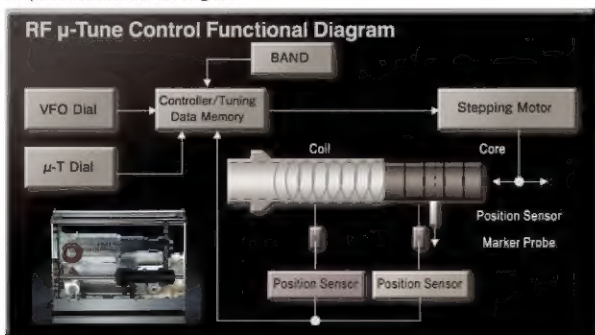 RF µ-Tune Control Functional Diagram
BAND
VFO Dial
Controller/Tuning
Data Memory
Stepping Motor
µ-T Dial
Coil
Core
Position Sensor
Marker Probe
Position Sensor
Position Sensor